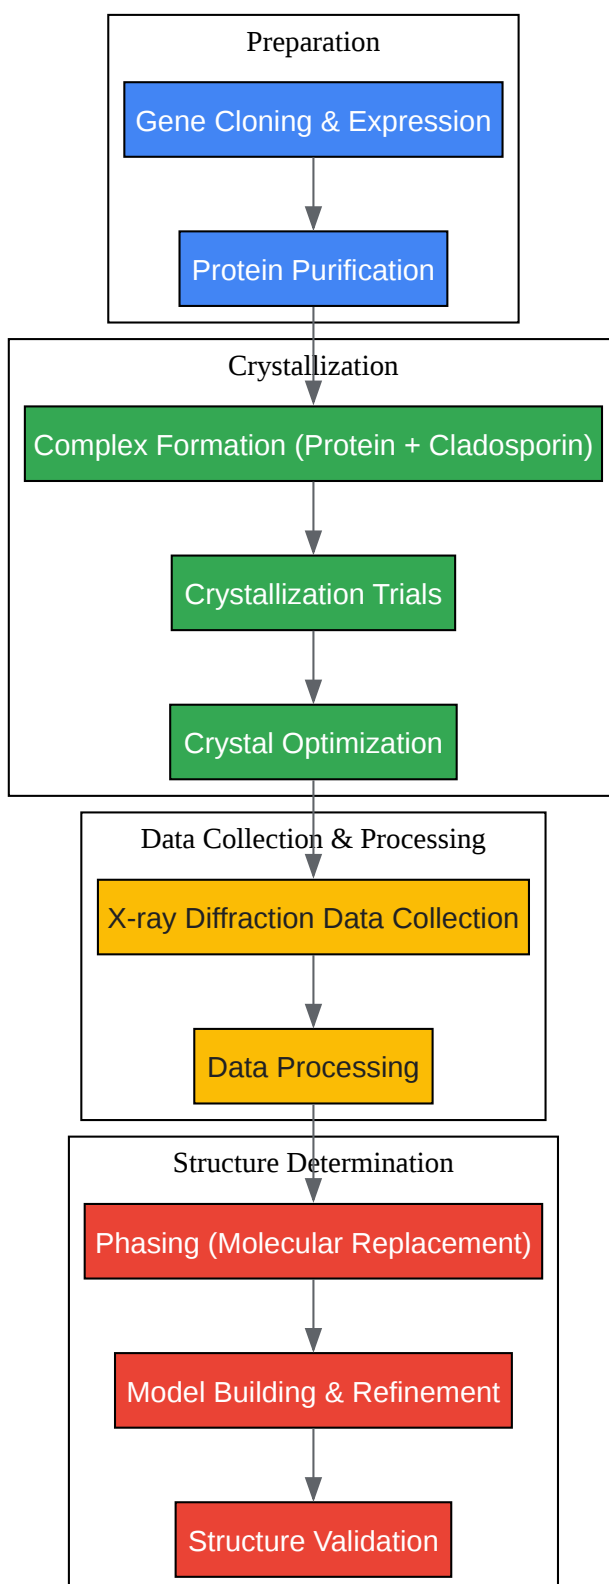 Preparation
Gene Cloning & Expression
Protein Purification
Crystallization
Complex Formation (Protein + Cladosporin)
Crystallization Trials
Crystal Optimization
Data Collection & Processing
X-ray Diffraction Data Collection
Data Processing
Structure Determination
Phasing (Molecular Replacement)
Model Building & Refinement
Structure Validation